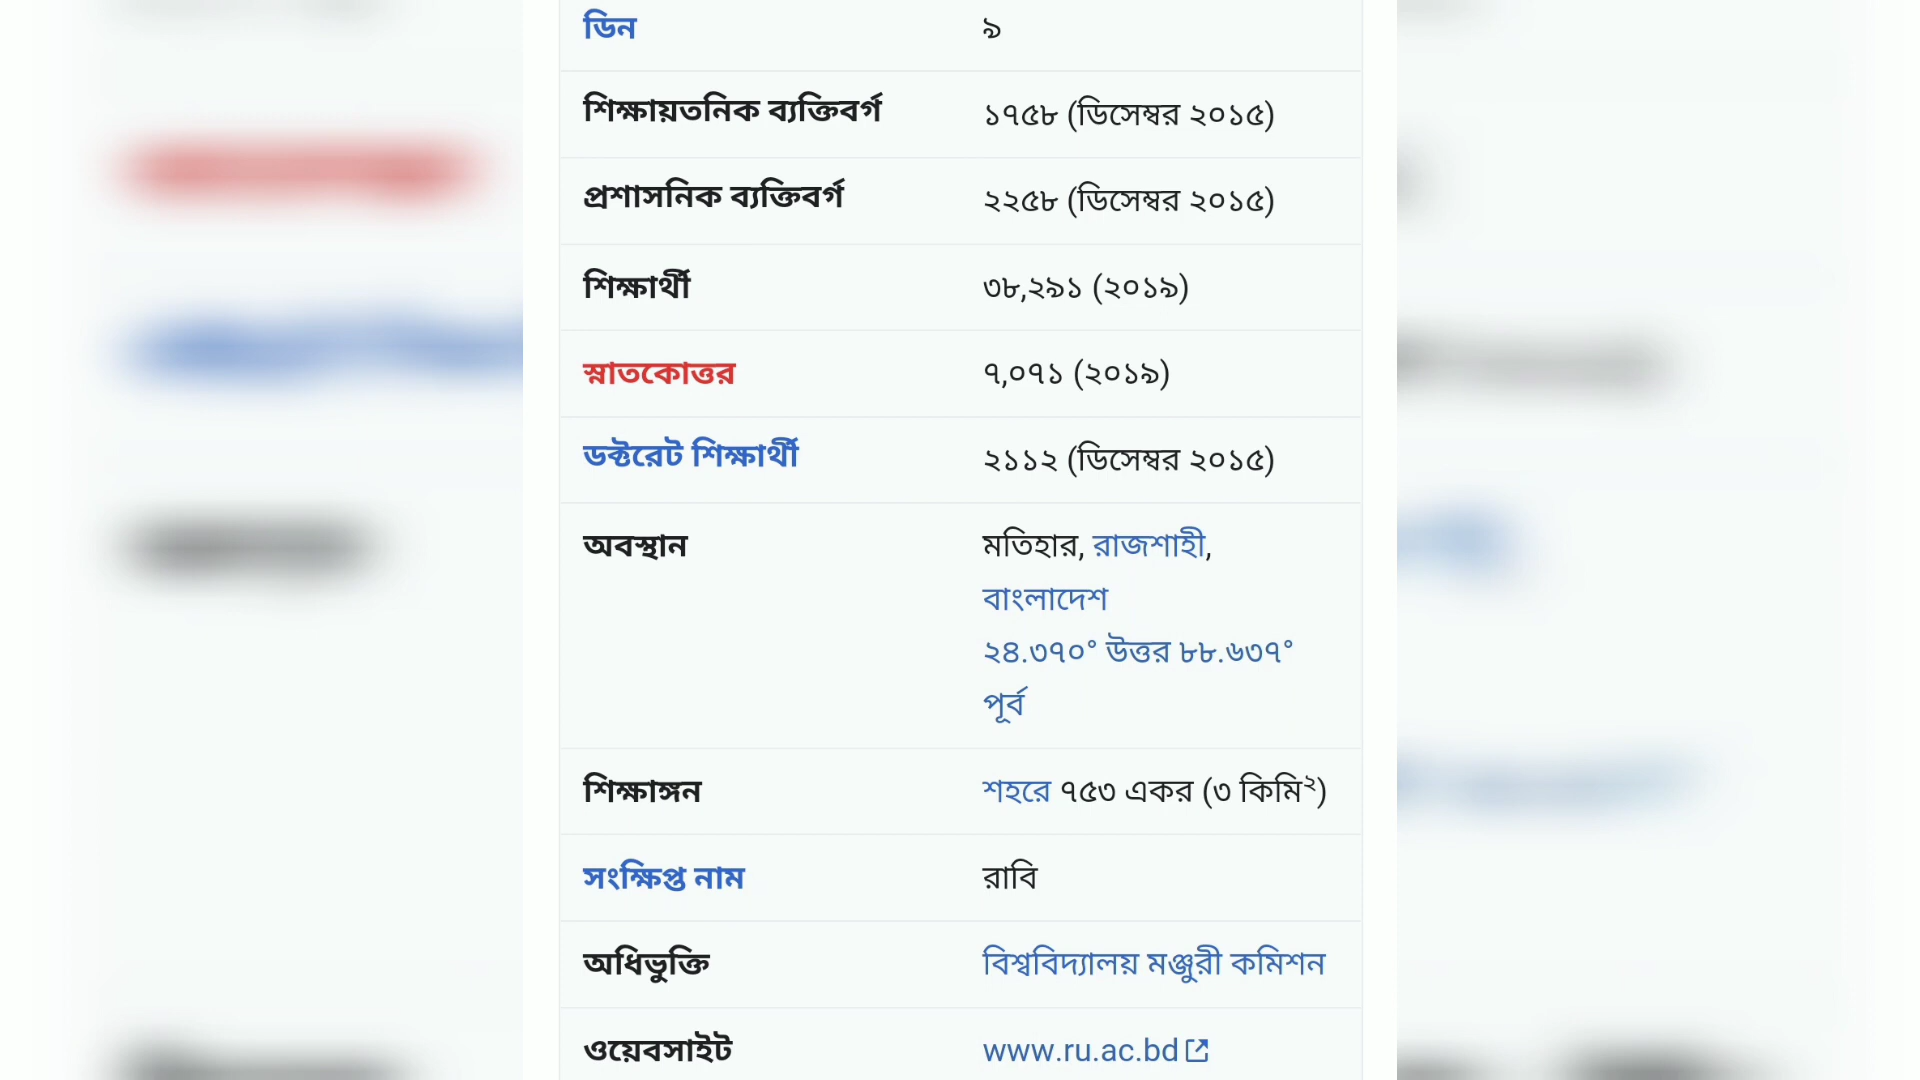 ডিন ৯
শিক্ষায়তনিক ব্যক্তিবর্গ ১৭৫৮ (ডিসেম্বর ২০১৫)
প্রশাসনিক ব্যক্তিবর্গ ২২৫৮ (ডিসেম্বর ২০১৫)
শিক্ষার্থী ৩৮,২৯১ (২০১৯)
স্নাতকোত্তর ৭,০৭১ (২০১৯)
ডক্টরেট শিক্ষার্থী ২১১২ (ডিসেম্বর ২০১৫)
অবস্থান মতিহার, রাজশাহী,
বাংলাদেশ
২৪.৩৭০° উত্তর ৮৮.৬৩৭°
পূর্ব
শিক্ষাঙ্গন শহরে ৭৫৩ একর (৩ কিমি²)
সংক্ষিপ্ত নাম রাবি
অধিভুক্তি বিশ্ববিদ্যালয় মঞ্জুরী কমিশন
ওয়েবসাইট www.ru.ac.bd